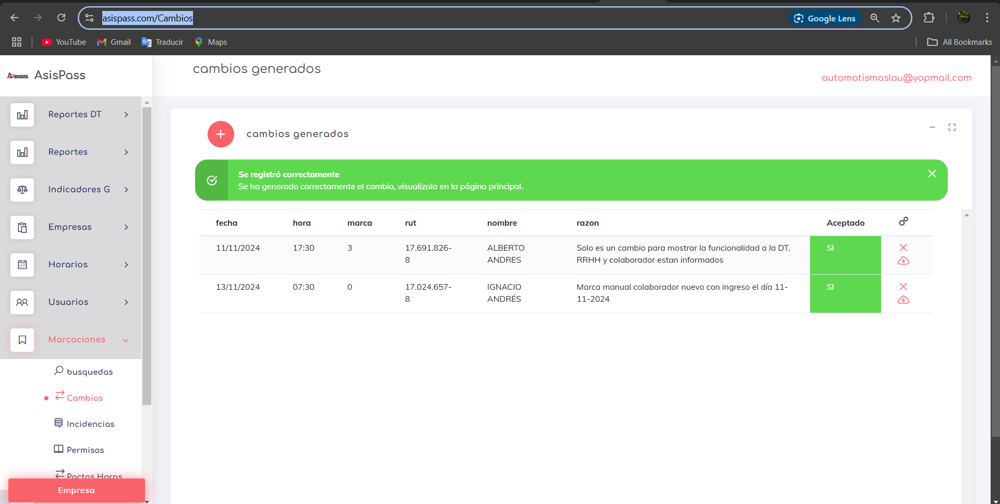 asispass.com/Cambios
Google Lens
YouTube
Gmail
Traducir
Maps
All Bookmarks
APASS
AsisPass
cambios generados
automatismoslau@yopmail.com
Reportes DT
Reportes
Indicadores G
Empresas
Horarios
Usuarios
Marcaciones
busquedas
Cambios
Incidencias
Permisos
Pactos Horas
Empresa
cambios generados
Se registró correctamente
Se ha generado correctamente el cambio, visualízala en la página principal.
fecha hora marca rut nombre razon Aceptado
11/11/2024 17:30 3 17.691.826- ALBERTO Solo es un cambio para mostrar la funcionalidad a la DT. SI
8 ANDRES RRHH y colaborador estan informados
13/11/2024 07:30 0 17.024.657- IGNACIO Marca manual colaborador nuevo con ingreso el día 11- SI
8 ANDRÉS 11-2024